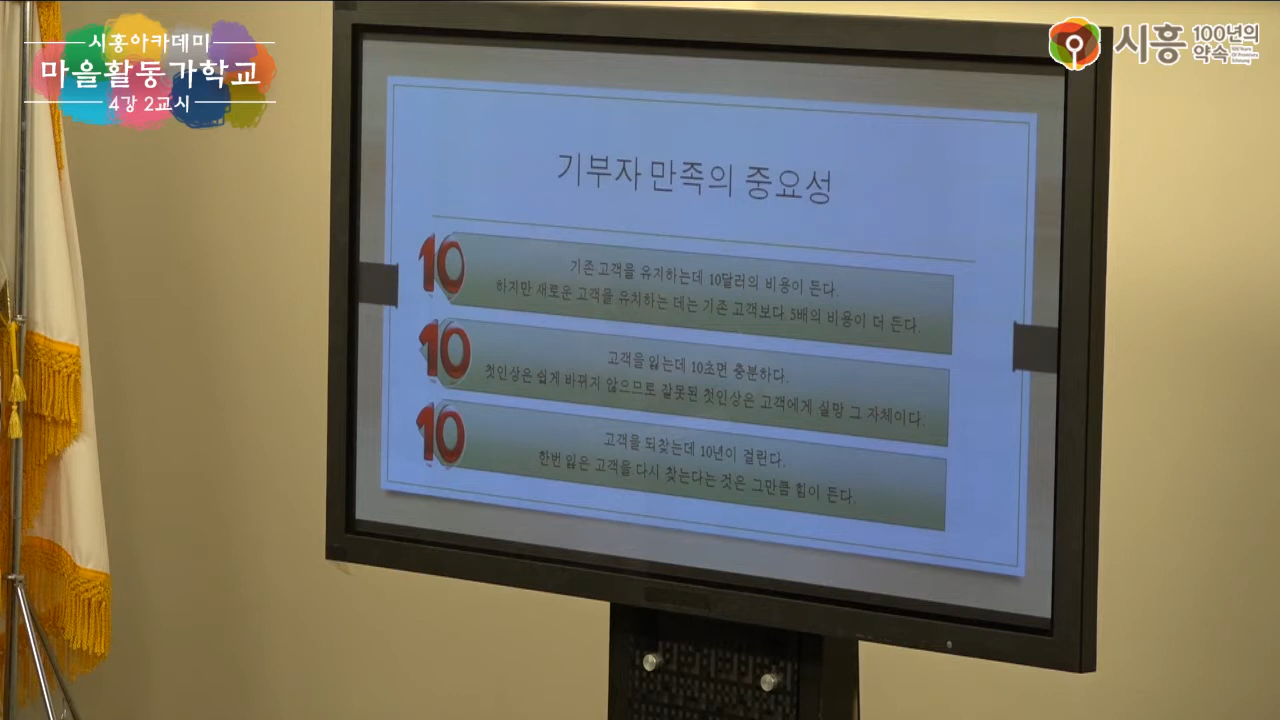 시흥아카데미
마을활동가학교
4강 2교시
시흥 100년의 약속
기부자 만족의 중요성
10
기존 고객을 유지하는데 10달러의 비용이 든다.
하지만 새로운 고객을 유치하는 데는 기존 고객보다 5배의 비용이 더 든다.
10
고객을 잃는데 10초면 충분하다.
첫인상은 쉽게 바뀌지 않으므로 잘못된 첫인상은 고객에게 실망 그 자체이다.
10
고객을 되찾는데 10년이 걸린다.
한번 잃은 고객을 다시 찾는다는 것은 그만큼 힘이 든다.